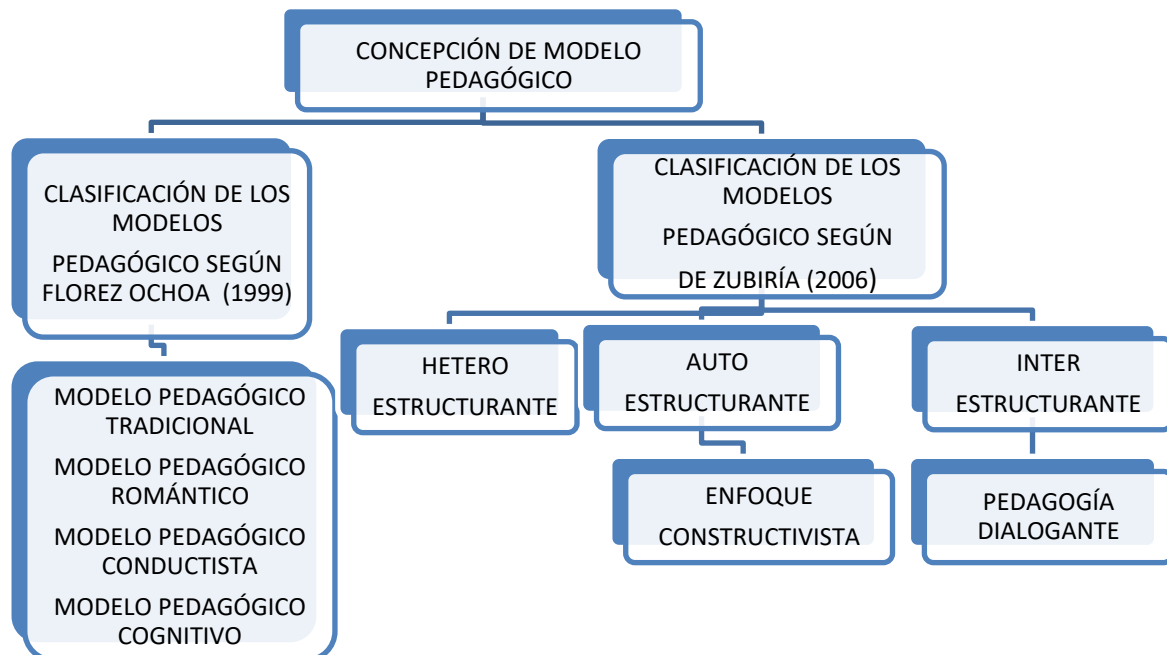 CONCEPCIÓN DE MODELO
PEDAGÓGICO
CLASIFICACIÓN DE LOS
MODELOS
PEDAGÓGICO SEGÚN
FLOREZ OCHOA (1999)
MODELO PEDAGÓGICO
TRADICIONAL
MODELO PEDAGÓGICO
ROMÁNTICO
MODELO PEDAGÓGICO
CONDUCTISTA
MODELO PEDAGÓGICO
COGNITIVO
CLASIFICACIÓN DE LOS
MODELOS
PEDAGÓGICO SEGÚN
DE ZUBIRÍA (2006)
HETERO
ESTRUCTURANTE
AUTO
ESTRUCTURANTE
ENFOQUE
CONSTRUCTIVISTA
INTER
ESTRUCTURANTE
PEDAGOGÍA
DIALOGANTE